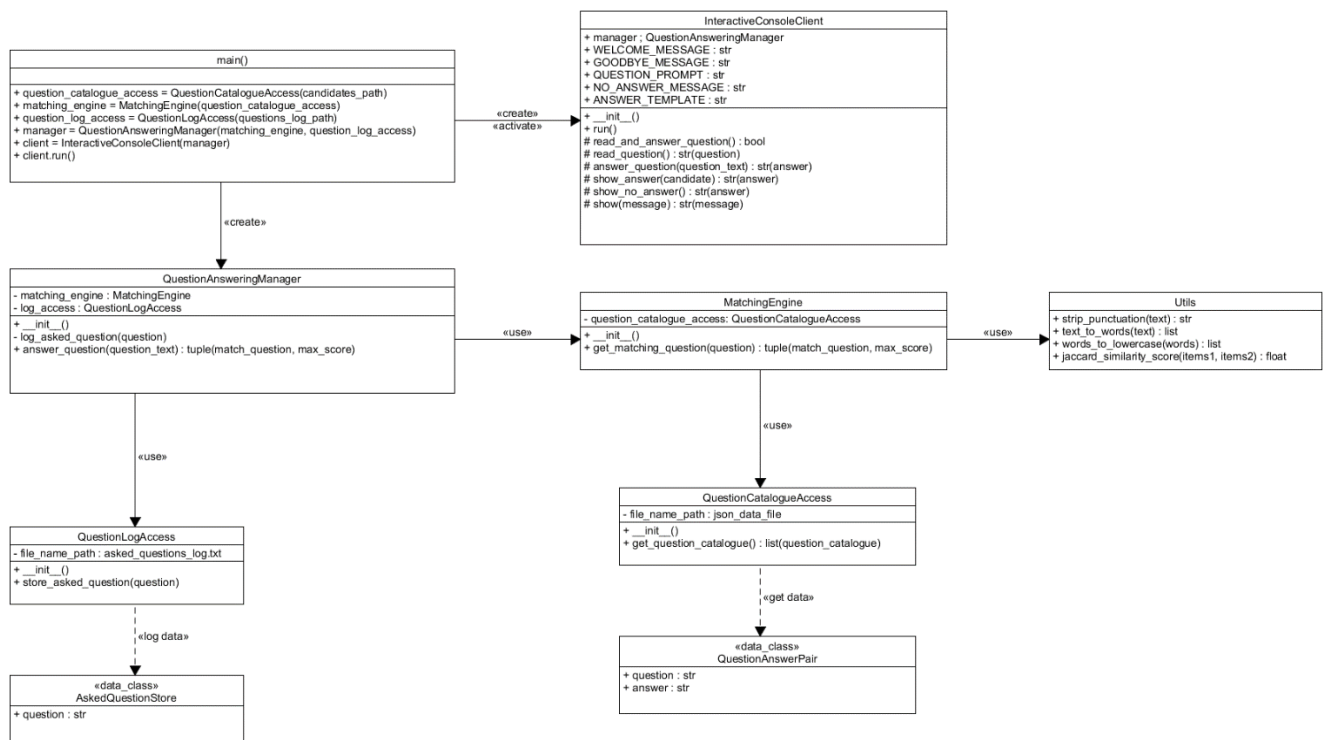 main()
+ question_catalogue_access = QuestionCatalogueAccess(candidates_path)
+ matching_engine = MatchingEngine(question_catalogue_access)
+ question_log_access = QuestionLogAccess(questions_log_path)
+ manager = QuestionAnsweringManager(matching_engine, question_log_access)
+ client = InteractiveConsoleClient(manager)
+ client.run()
«create»
«activate»
InteractiveConsoleClient
+ manager ; QuestionAnsweringManager
+ WELCOME_MESSAGE : str
+ GOODBYE_MESSAGE : str
+ QUESTION_PROMPT : str
+ NO_ANSWER_MESSAGE : str
+ ANSWER_TEMPLATE : str
+ __init__()
+ run()
# read_and_answer_question() : bool
# read_question() : str(question)
# answer_question(question_text) : str(answer)
# show_answer(candidate) : str(answer)
# show_no_answer() : str(answer)
# show(message) : str(message)
«create»
QuestionAnsweringManager
- matching_engine : MatchingEngine
- log_access : QuestionLogAccess
+ __init__()
- log_asked_question(question)
+ answer_question(question_text) : tuple(match_question, max_score)
«use»
MatchingEngine
- question_catalogue_access: QuestionCatalogueAccess
+ __init__()
+ get_matching_question(question) : tuple(match_question, max_score)
«use»
Utils
+ strip_punctuation(text) : str
+ text_to_words(text) : list
+ words_to_lowercase(words) : list
+ jaccard_similarity_score(items1, items2) : float
«use»
«use»
QuestionLogAccess
- file_name_path : asked_questions_log.txt
+ __init__()
+ store_asked_question(question)
QuestionCatalogueAccess
- file_name_path : json_data_file
+ __init__()
+ get_question_catalogue() : list(question_catalogue)
«log data»
«get data»
«data_class»
AskedQuestionStore
+ question : str
«data_class»
QuestionAnswerPair
+ question : str
+ answer : str